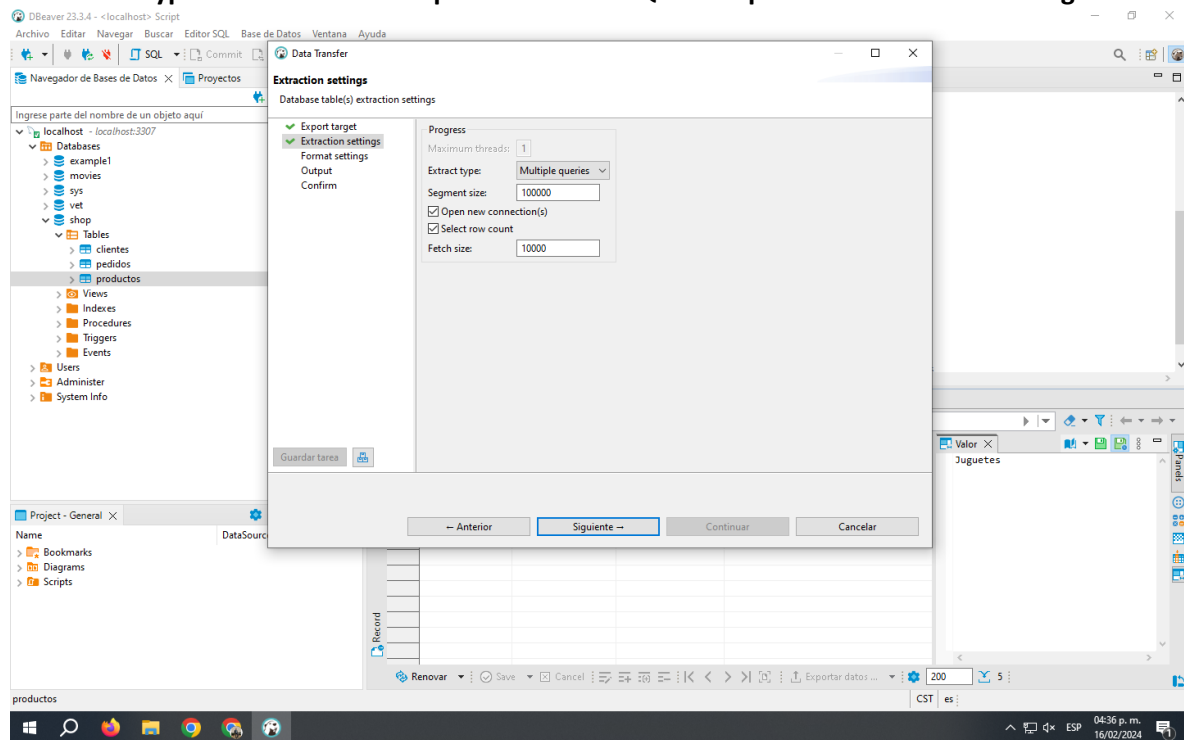 DBeaver 23.3.4 - <localhost> Script
Archivo Editar Navegar Buscar Editor SQL Base de Datos Ventana Ayuda
SQL Commit
Navegador de Bases de Datos Proyectos
Ingrese parte del nombre de un objeto aquí
localhost - localhost:3307
Databases
example1
movies
sys
vet
shop
Tables
clientes
pedidos
productos
Views
Indexes
Procedures
Triggers
Events
Users
Administer
System Info
Data Transfer
Extraction settings
Database table(s) extraction settings
Export target
Extraction settings
Format settings
Output
Confirm
Progress
Maximum threads: 1
Extract type: Multiple queries
Segment size: 100000
Open new connection(s)
Select row count
Fetch size: 10000
Guardar tarea
← Anterior Siguiente → Continuar Cancelar
Valor
Juguetes
Panels
Project - General
Name DataSourc
Bookmarks
Diagrams
Scripts
Record
Renovar Save Cancel Exportar datos ... 200 5
productos CST es
ESP 04:36 p. m.
16/02/2024